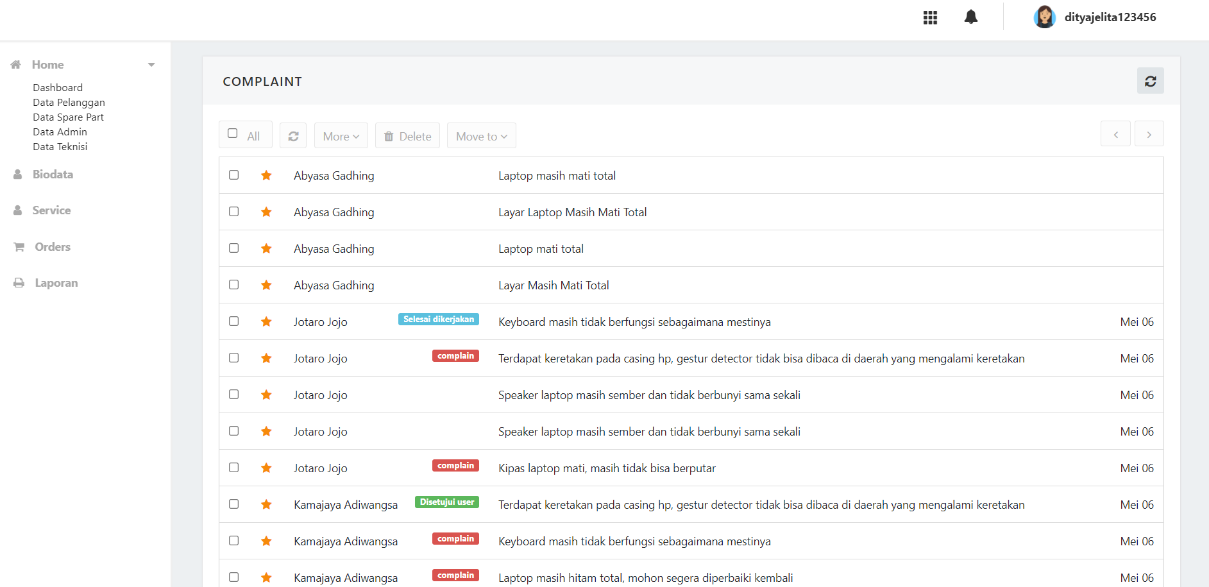 dityajelita123456
Home
Dashboard
Data Pelanggan
Data Spare Part
Data Admin
Data Teknisi
Biodata
Service
Orders
Laporan
COMPLAINT
All More Delete Move to
Abyasa Gadhing Laptop masih mati total
Abyasa Gadhing Layar Laptop Masih Mati Total
Abyasa Gadhing Laptop mati total
Abyasa Gadhing Layar Masih Mati Total
Jotaro Jojo Selesai dikerjakan Keyboard masih tidak berfungsi sebagaimana mestinya Mei 06
Jotaro Jojo complain Terdapat keretakan pada casing hp, gestur detector tidak bisa dibaca di daerah yang mengalami keretakan Mei 06
Jotaro Jojo Speaker laptop masih sember dan tidak berbunyi sama sekali Mei 06
Jotaro Jojo Speaker laptop masih sember dan tidak berbunyi sama sekali Mei 06
Jotaro Jojo complain Kipas laptop mati, masih tidak bisa berputar Mei 06
Kamajaya Adiwangsa Disetujui user Terdapat keretakan pada casing hp, gestur detector tidak bisa dibaca di daerah yang mengalami keretakan Mei 06
Kamajaya Adiwangsa complain Keyboard masih tidak berfungsi sebagaimana mestinya Mei 06
Kamajaya Adiwangsa complain Laptop masih hitam total, mohon segera diperbaiki kembali Mei 06